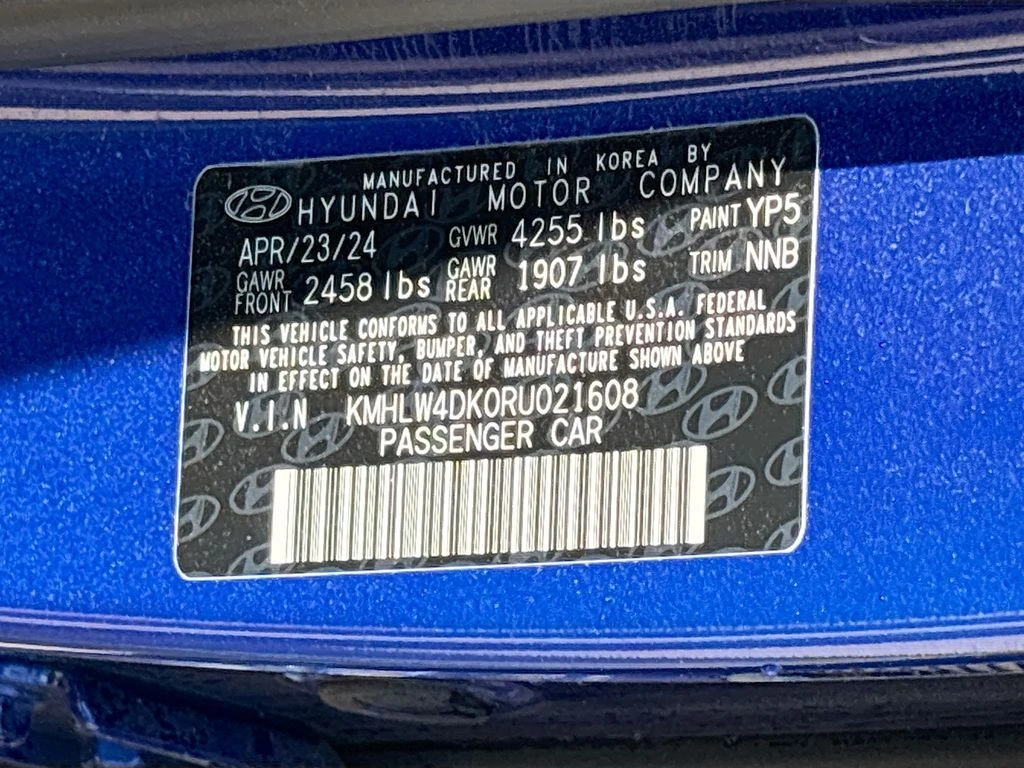 MANUFACTURED IN KOREA BY
HYUNDAI MOTOR COMPANY
APR/23/24 GVWR 4255 lbs PAINT YP5
GAWR FRONT 2458 lbs GAWR REAR 1907 lbs TRIM NNB
THIS VEHICLE CONFORMS TO ALL APPLICABLE U.S.A. FEDERAL
MOTOR VEHICLE SAFETY, BUMPER, AND THEFT PREVENTION STANDARDS
IN EFFECT ON THE DATE OF MANUFACTURE SHOWN ABOVE
V.I.N KMHLW4DK0RU021608
PASSENGER CAR